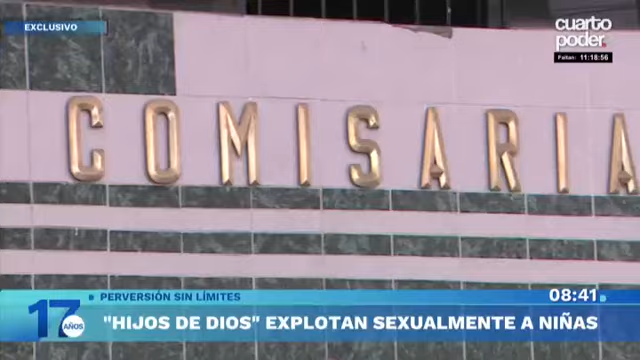 EXCLUSIVO
cuarto
poder.
Faltan: 11:18:56
COMISARIA
PERVERSIÓN SIN LÍMITES
08:41
17
AÑOS
"HIJOS DE DIOS" EXPLOTAN SEXUALMENTE A NIÑAS